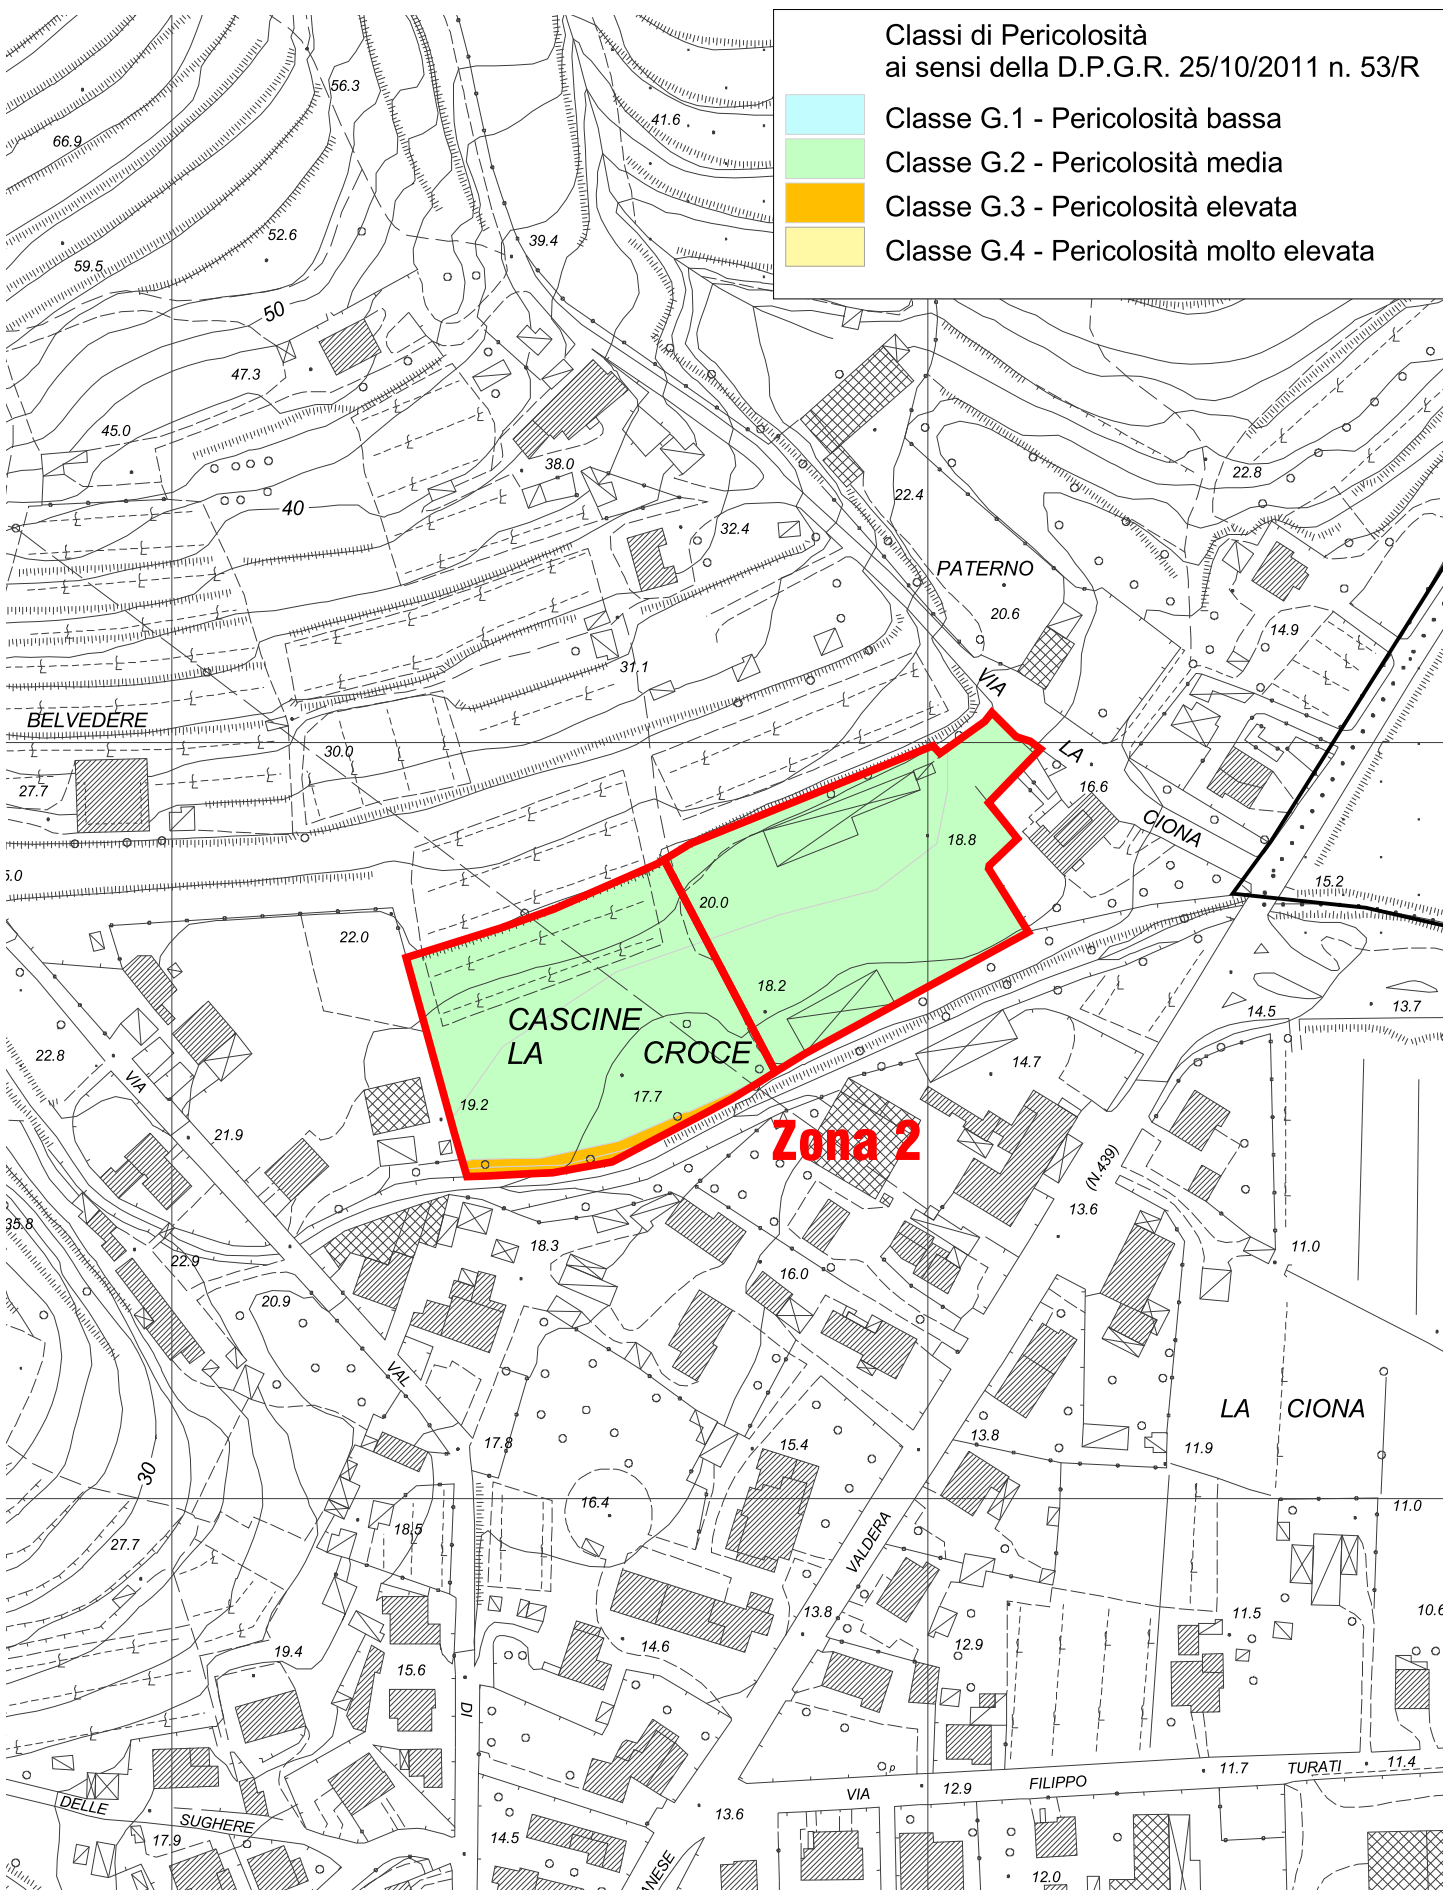 Classi di Pericolosità
ai sensi della D.P.G.R. 25/10/2011 n. 53/R
Classe G.1 - Pericolosità bassa
Classe G.2 - Pericolosità media
Classe G.3 - Pericolosità elevata
Classe G.4 - Pericolosità molto elevata
56.3
41.6
66.9
52.6
39.4
59.5
50
47.3
45.0
38.0
22.8
22.4
40
32.4
PATERNO
20.6
14.9
31.1
VIA
BELVEDERE
30.0
LA
27.7
16.6
CIONA
18.8
5.0
15.2
20.0
22.0
18.2
14.5
13.7
CASCINE
LA CROCE
22.8
14.7
VIA
17.7
19.2
21.9
Zona 2
(N.439)
13.6
35.8
22.9
18.3
11.0
16.0
20.9
VAL
LA CIONA
17.8
15.4
13.8
11.9
30
16.4
11.0
18.5
27.7
VALDERA
13.8
11.5
10.6
19.4
14.6
12.9
15.6
DI
11.7
TURATI
11.4
VIA
12.9
FILIPPO
DELLE
SUGHERE
13.6
17.9
14.5
ANESE
12.0